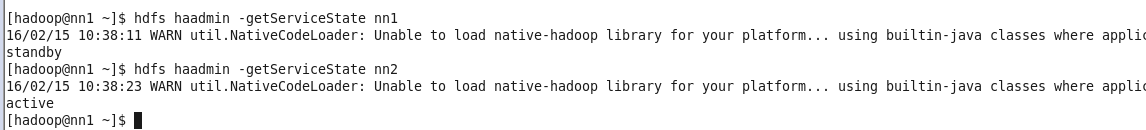 [hadoop@nn1 ~]$ hdfs haadmin -getServiceState nn1
16/02/15 10:38:11 WARN util.NativeCodeLoader: Unable to load native-hadoop library for your platform... using builtin-java classes where applic
standby
[hadoop@nn1 ~]$ hdfs haadmin -getServiceState nn2
16/02/15 10:38:23 WARN util.NativeCodeLoader: Unable to load native-hadoop library for your platform... using builtin-java classes where applic
active
[hadoop@nn1 ~]$